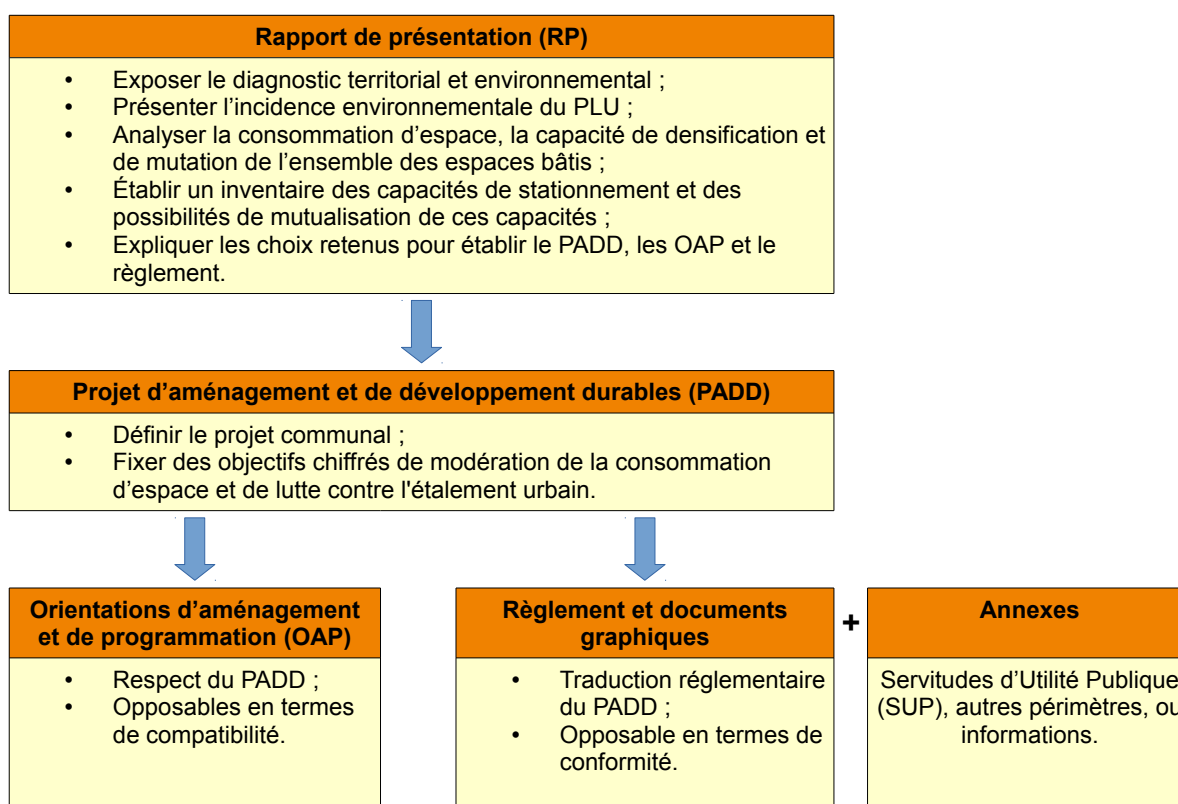 Rapport de présentation (RP)
• Exposer le diagnostic territorial et environnemental ;
• Présenter l’incidence environnementale du PLU ;
• Analyser la consommation d’espace, la capacité de densification et
de mutation de l’ensemble des espaces bâtis ;
• Établir un inventaire des capacités de stationnement et des
possibilités de mutualisation de ces capacités ;
• Expliquer les choix retenus pour établir le PADD, les OAP et le
règlement.
Projet d’aménagement et de développement durables (PADD)
• Définir le projet communal ;
• Fixer des objectifs chiffrés de modération de la consommation
d’espace et de lutte contre l'étalement urbain.
Orientations d’aménagement
et de programmation (OAP)
• Respect du PADD ;
• Opposables en termes
de compatibilité.
Règlement et documents
graphiques
• Traduction réglementaire
du PADD ;
• Opposable en termes de
conformité.
+
Annexes
Servitudes d’Utilité Publique
(SUP), autres périmètres, ou
informations.